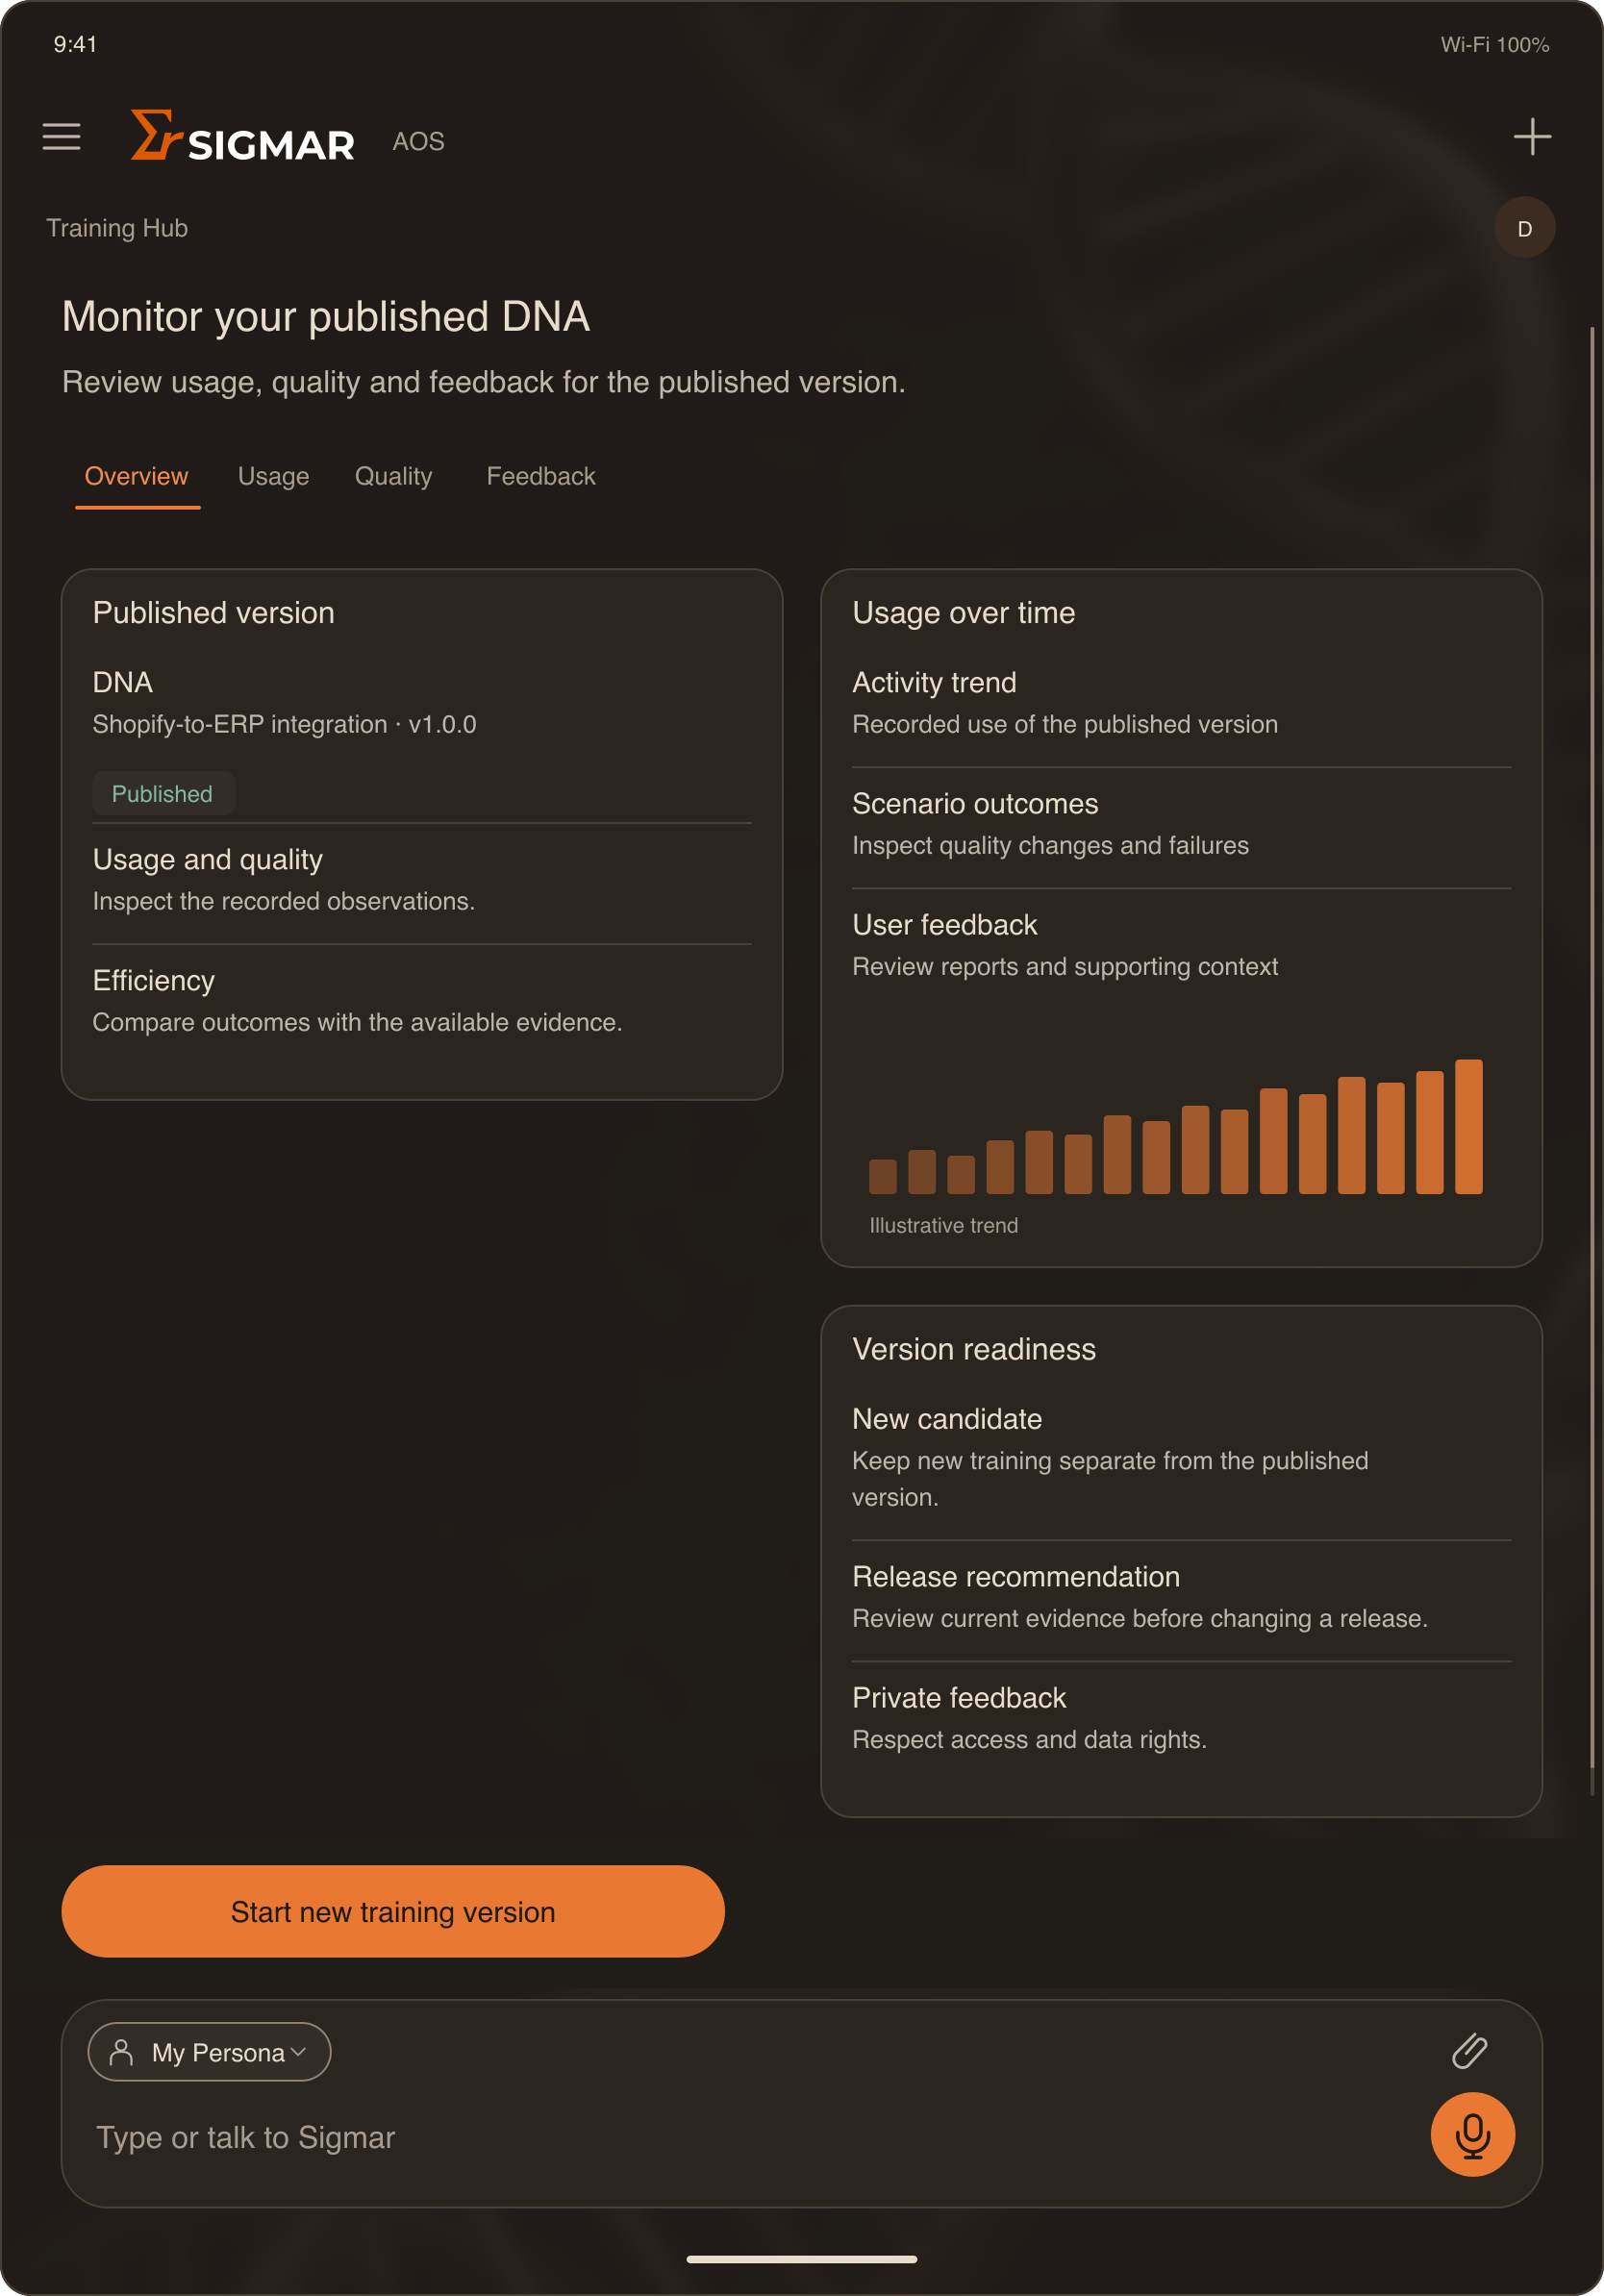 9:41
Wi-Fi 100%
Σr SIGMAR AOS
Training Hub
D
Monitor your published DNA
Review usage, quality and feedback for the published version.
Overview Usage Quality Feedback
Published version
DNA
Shopify-to-ERP integration · v1.0.0
Published
Usage and quality
Inspect the recorded observations.
Efficiency
Compare outcomes with the available evidence.
Usage over time
Activity trend
Recorded use of the published version
Scenario outcomes
Inspect quality changes and failures
User feedback
Review reports and supporting context
Illustrative trend
Version readiness
New candidate
Keep new training separate from the published
version.
Release recommendation
Review current evidence before changing a release.
Private feedback
Respect access and data rights.
Start new training version
My Persona
Type or talk to Sigmar